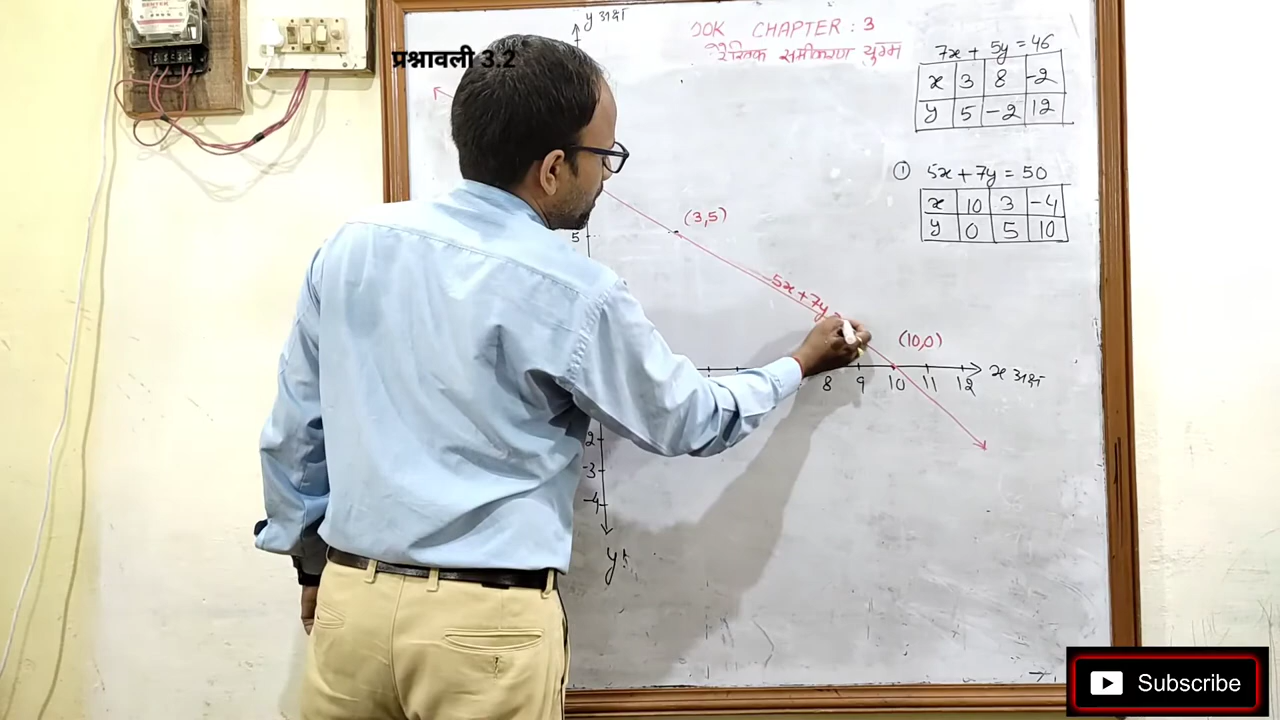 y अक्ष
OOK CHAPTER : 3
रैखिक समीकरण युग्म
प्रश्नावली 3.2
7x + 5y = 46
x 3 8 -2
y 5 -2 12
① 5x + 7y = 50
x 10 3 -4
y 0 5 10
(3,5)
5
5x + 7y
(10,0)
8 9 10 11 12
x अक्ष
2
-3
-4
y'
Subscribe